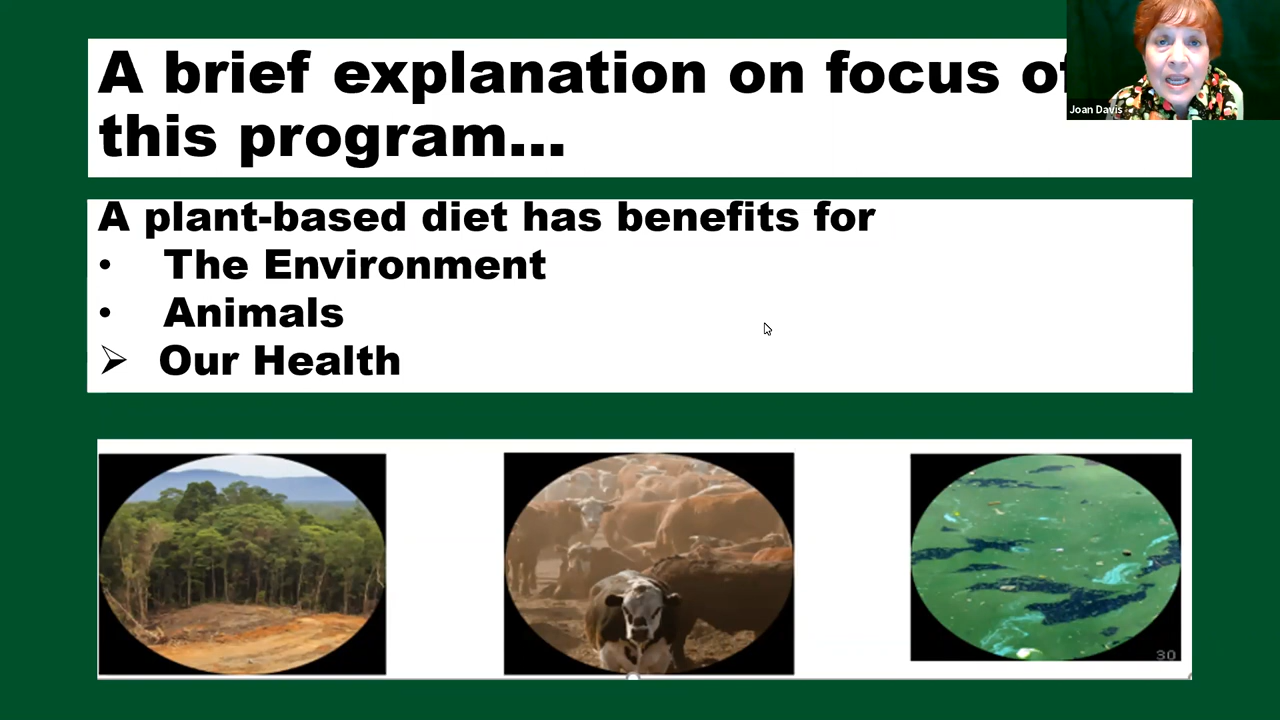 A brief explanation on focus of
this program...
Joan Davis
A plant-based diet has benefits for
• The Environment
• Animals
➢ Our Health
30